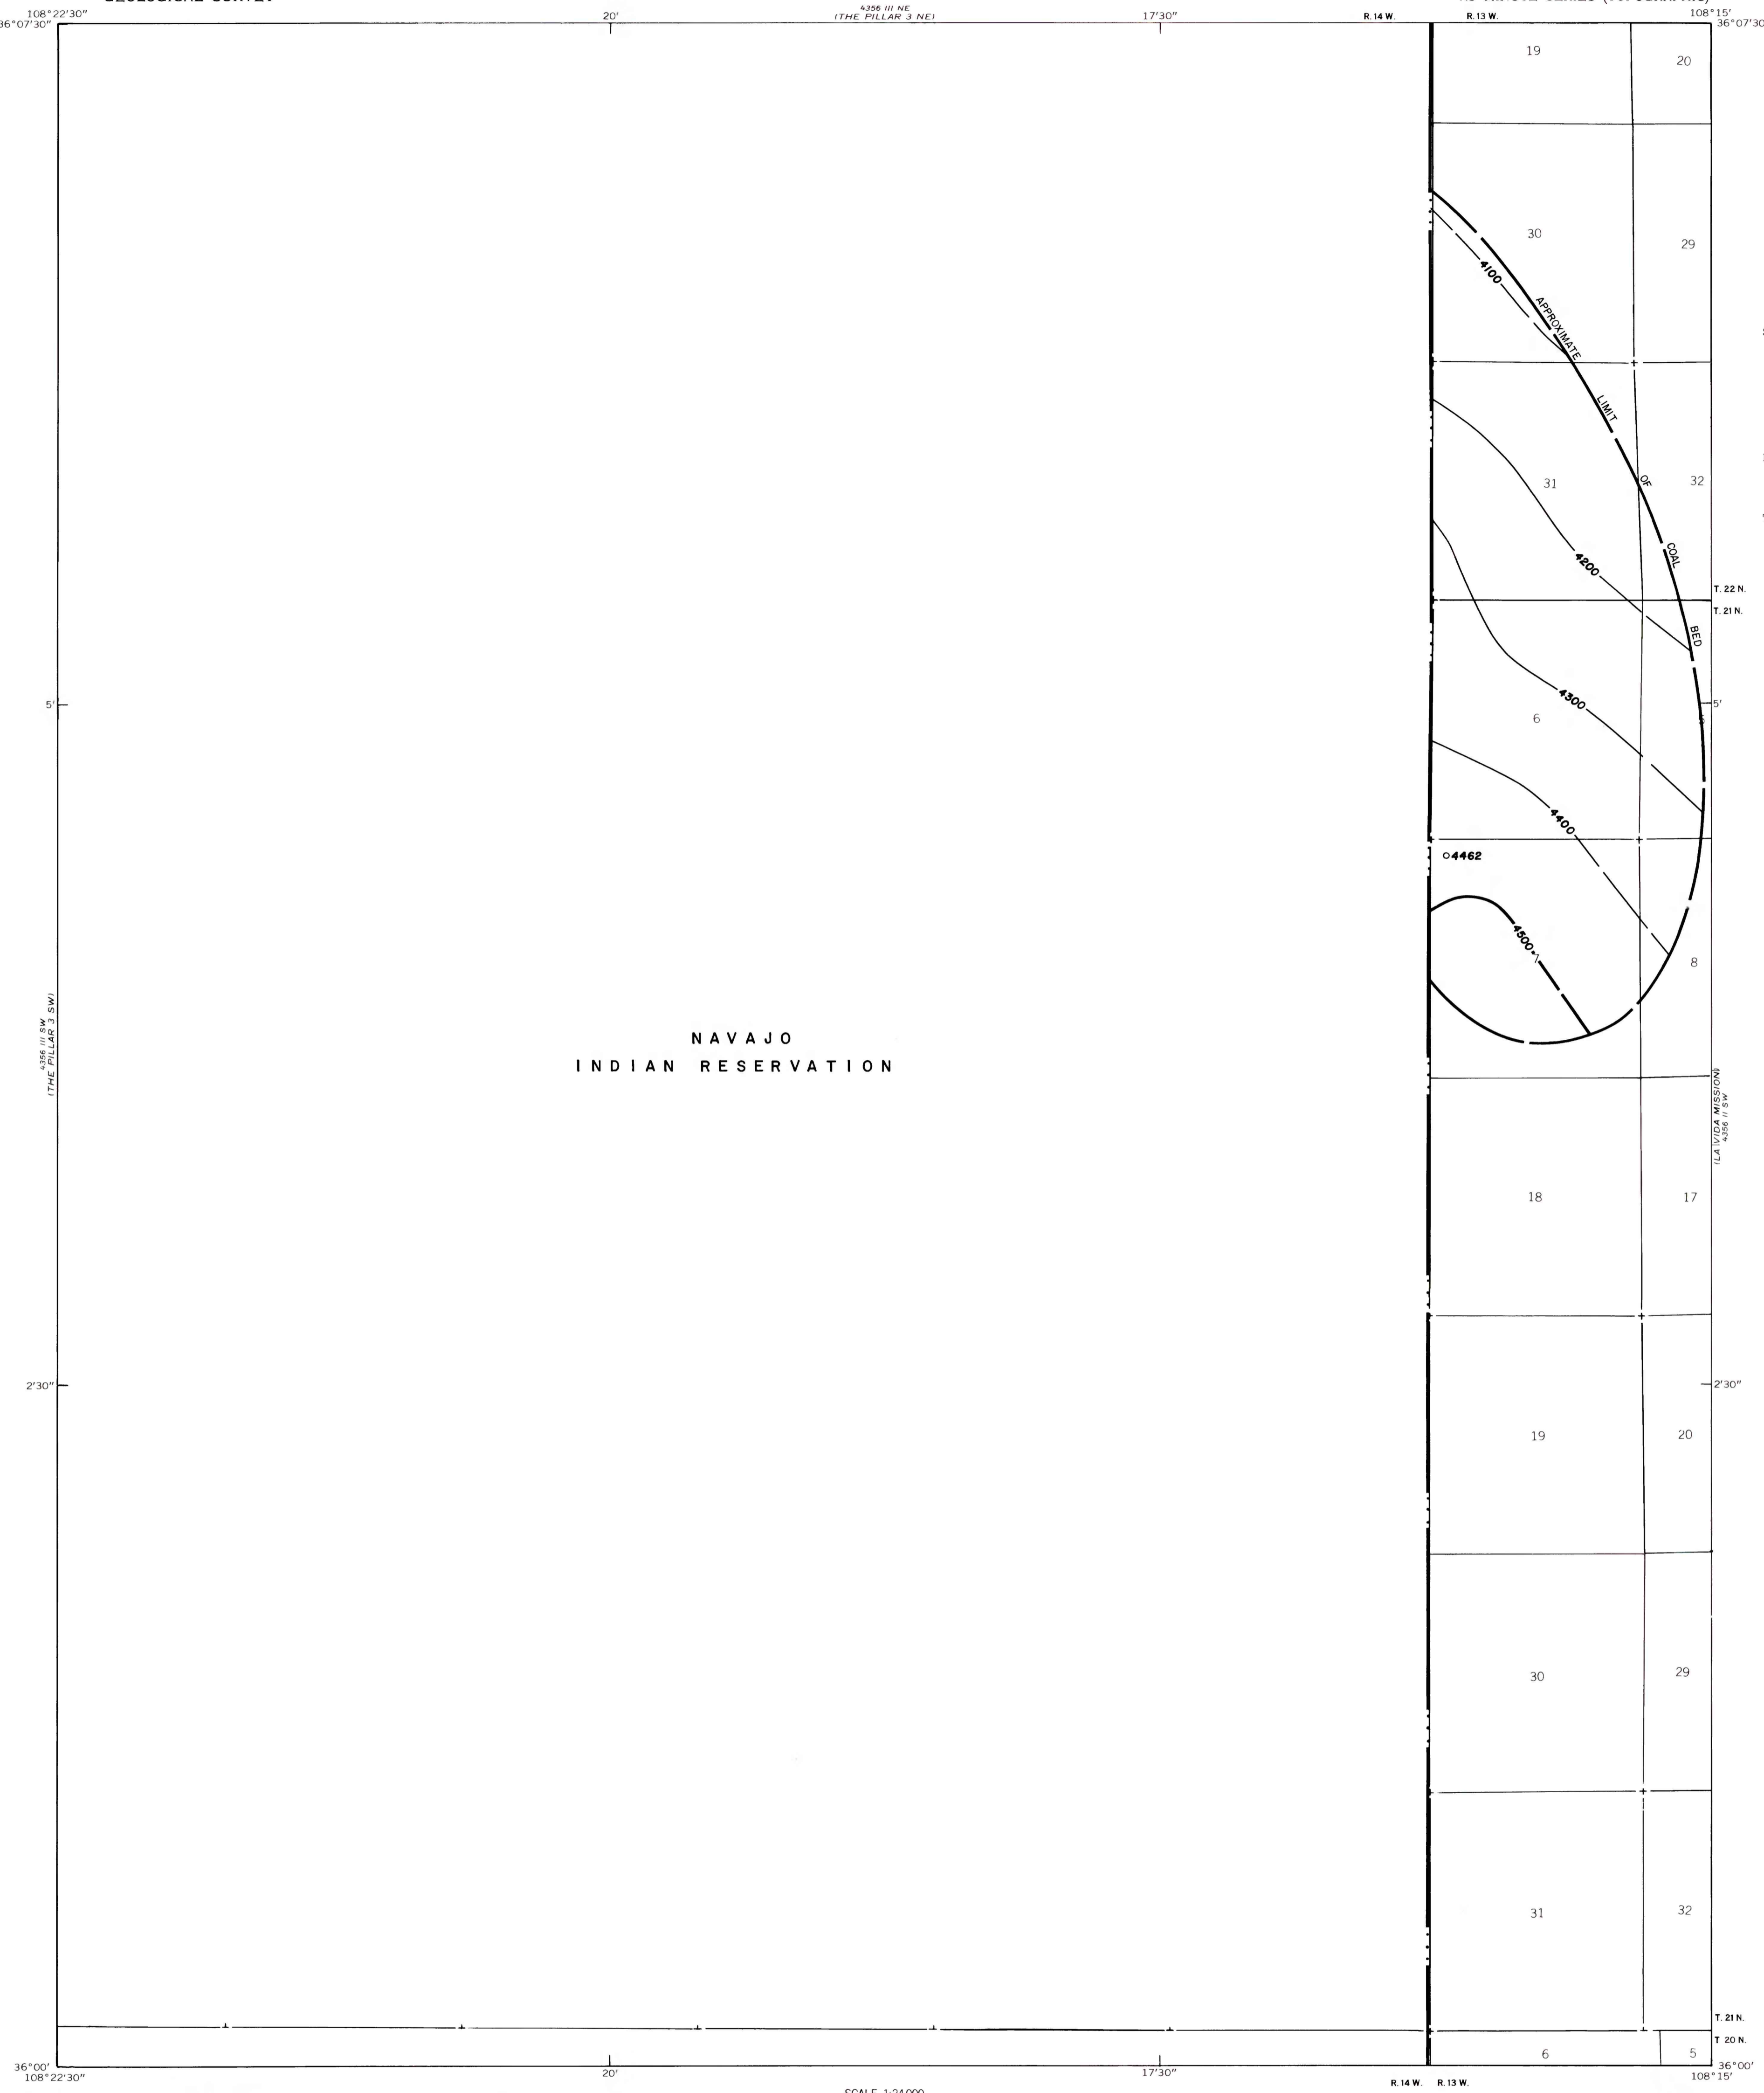 108°22'30"
20'
4356 III NE
(THE PILLAR 3 NE)
17'30"
R. 14 W.
R. 13 W.
108°15'
36°07'30"
36°07'30
19
20
30
29
4100
APPROXIMATE LIMIT OF COAL BED
31
32
4200
T. 22 N.
T. 21 N.
5'
5'
4300
6
4400
4462
4500
7
8
4356 III SW
(THE PILLAR 3 SW)
NAVAJO
INDIAN RESERVATION
(LA VIDA MISSION)
4356 II SW
18
17
2'30"
2'30"
19
20
30
29
31
32
T. 21 N.
T 20 N.
6
5
36°00'
36°00'
108°22'30"
20'
17'30"
R. 14 W.
R. 13 W.
108°15'
SCALE 1:24000